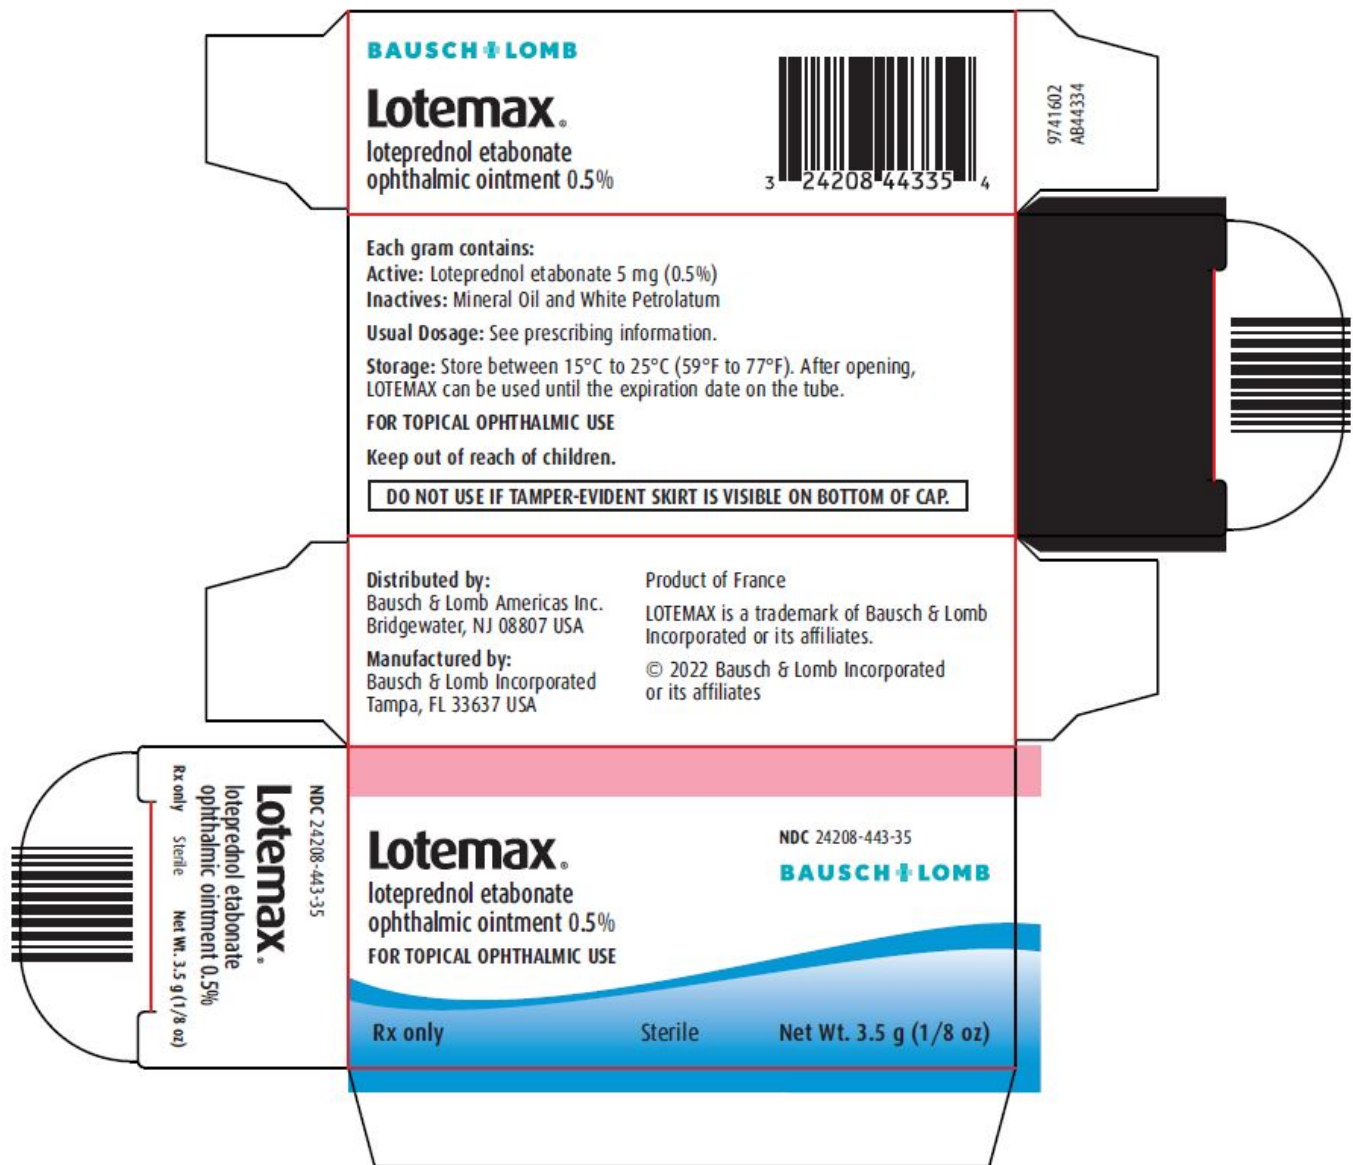 BAUSCH + LOMB
Lotemax®
loteprednol etabonate
ophthalmic ointment 0.5%
3 24208 44335 4
9741602
AB44334
Each gram contains:
Active: Loteprednol etabonate 5 mg (0.5%)
Inactives: Mineral Oil and White Petrolatum
Usual Dosage: See prescribing information.
Storage: Store between 15°C to 25°C (59°F to 77°F). After opening,
LOTEMAX can be used until the expiration date on the tube.
FOR TOPICAL OPHTHALMIC USE
Keep out of reach of children.
DO NOT USE IF TAMPER-EVIDENT SKIRT IS VISIBLE ON BOTTOM OF CAP.
Distributed by:
Bausch & Lomb Americas Inc.
Bridgewater, NJ 08807 USA
Manufactured by:
Bausch & Lomb Incorporated
Tampa, FL 33637 USA
Product of France
LOTEMAX is a trademark of Bausch & Lomb
Incorporated or its affiliates.
© 2022 Bausch & Lomb Incorporated
or its affiliates
NDC 24208-443-35
Lotemax®
loteprednol etabonate
ophthalmic ointment 0.5%
Rx only Sterile Net Wt. 3.5 g (1/8 oz)
Lotemax®
loteprednol etabonate
ophthalmic ointment 0.5%
FOR TOPICAL OPHTHALMIC USE
NDC 24208-443-35
BAUSCH + LOMB
Rx only Sterile Net Wt. 3.5 g (1/8 oz)